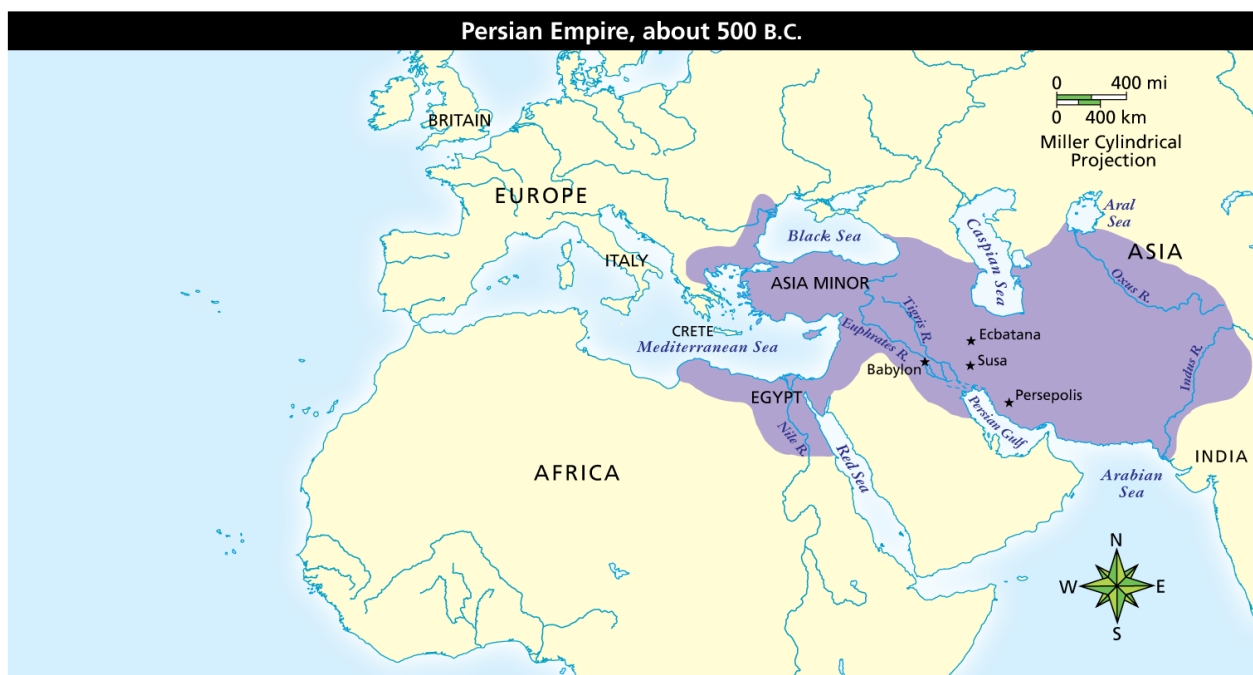 Persian Empire, about 500 B.C.
0 400 mi
0 400 km
Miller Cylindrical
Projection
BRITAIN
EUROPE
Aral
Sea
Caspian Sea
Black Sea
ASIA
ITALY
ASIA MINOR
Oxus R.
Tigris R.
CRETE
Euphrates R.
Ecbatana
Mediterranean Sea
Susa
Indus R.
Babylon
EGYPT
Persepolis
Persian Gulf
Nile R.
Red Sea
INDIA
AFRICA
Arabian
Sea
N
W E
S